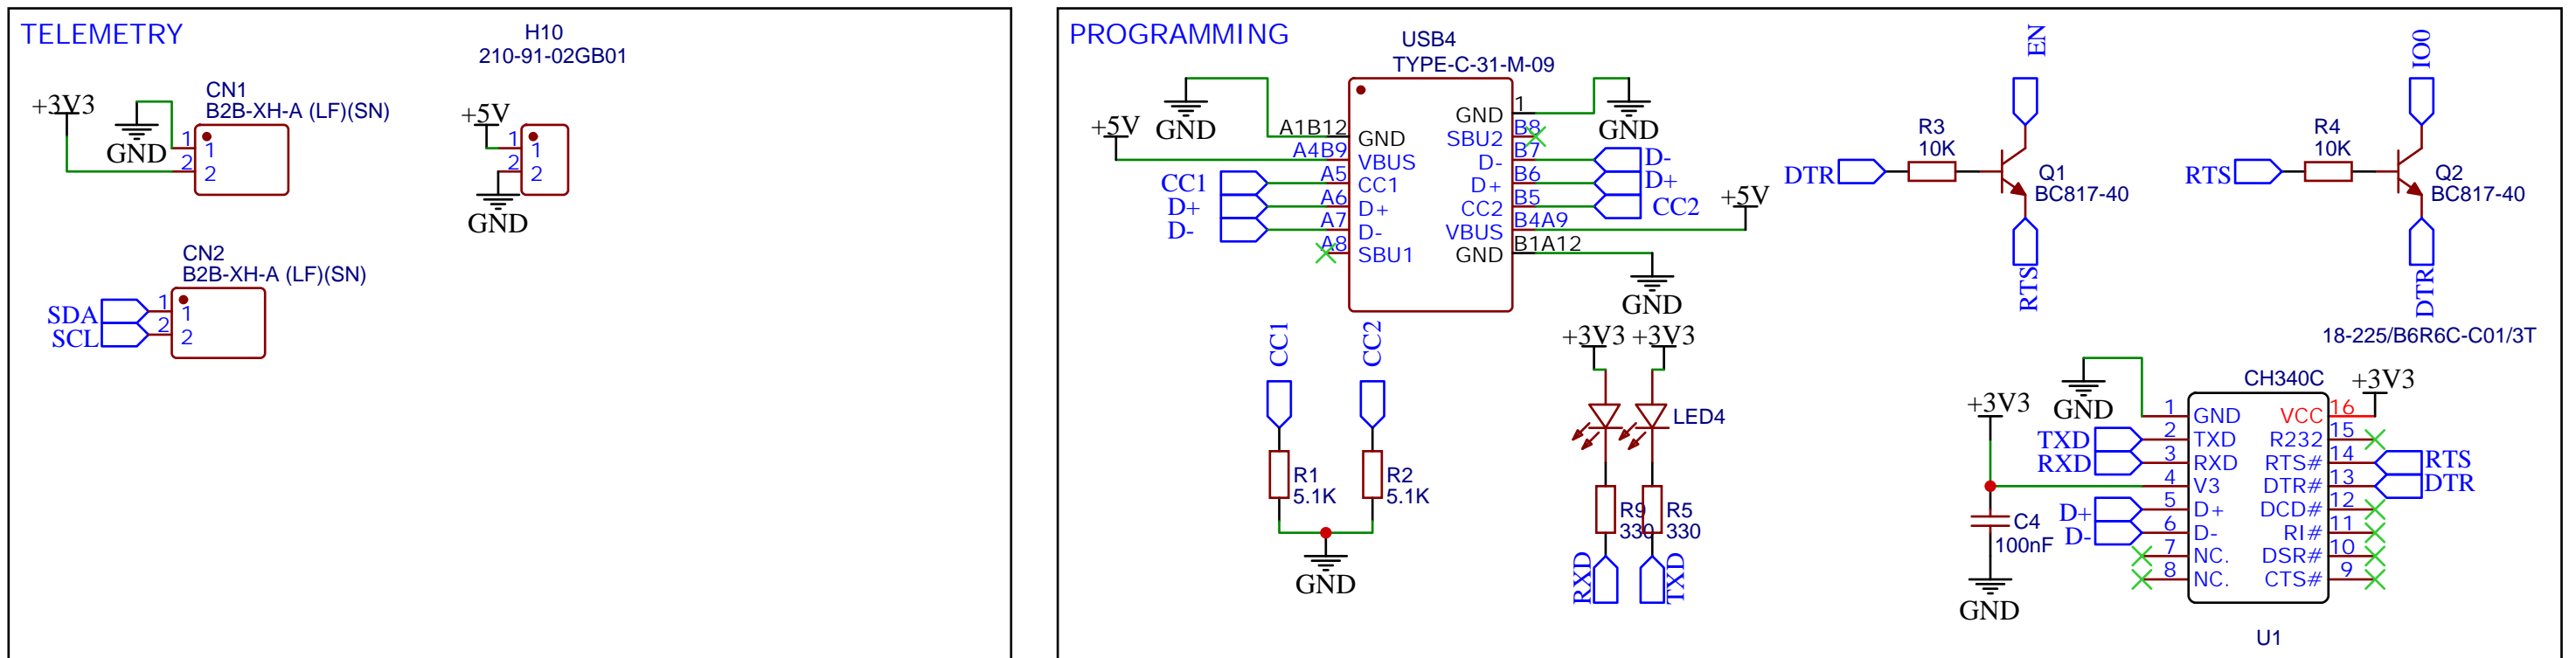 TELEMETRY
H10
210-91-02GB01
CN1
B2B-XH-A (LF)(SN)
+3V3
GND
1
2
1
2
+5V
1
2
1
2
GND
CN2
B2B-XH-A (LF)(SN)
SDA
SCL
1
2
1
2
PROGRAMMING
USB4
TYPE-C-31-M-09
GND
+5V
A1B12
A4B9
A5
A6
A7
A8
GND
VBUS
CC1
D+
D-
SBU1
CC1
D+
D-
GND
SBU2
D-
D+
CC2
VBUS
GND
1
B8
B7
B6
B5
B4A9
B1A12
GND
D-
D+
CC2
+5V
GND
CC1
CC2
R1
5.1K
R2
5.1K
GND
+3V3
+3V3
LED4
R9
330
R5
330
RXD
TXD
EN
R3
10K
DTR
Q1
BC817-40
RTS
IO0
R4
10K
RTS
Q2
BC817-40
DTR
18-225/B6R6C-C01/3T
CH340C
+3V3
GND
+3V3
TXD
RXD
D+
D-
1
2
3
4
5
6
7
8
GND
TXD
RXD
V3
D+
D-
NC.
NC.
VCC
R232
RTS#
DTR#
DCD#
RI#
DSR#
CTS#
16
15
14
13
12
11
10
9
RTS
DTR
C4
100nF
GND
U1